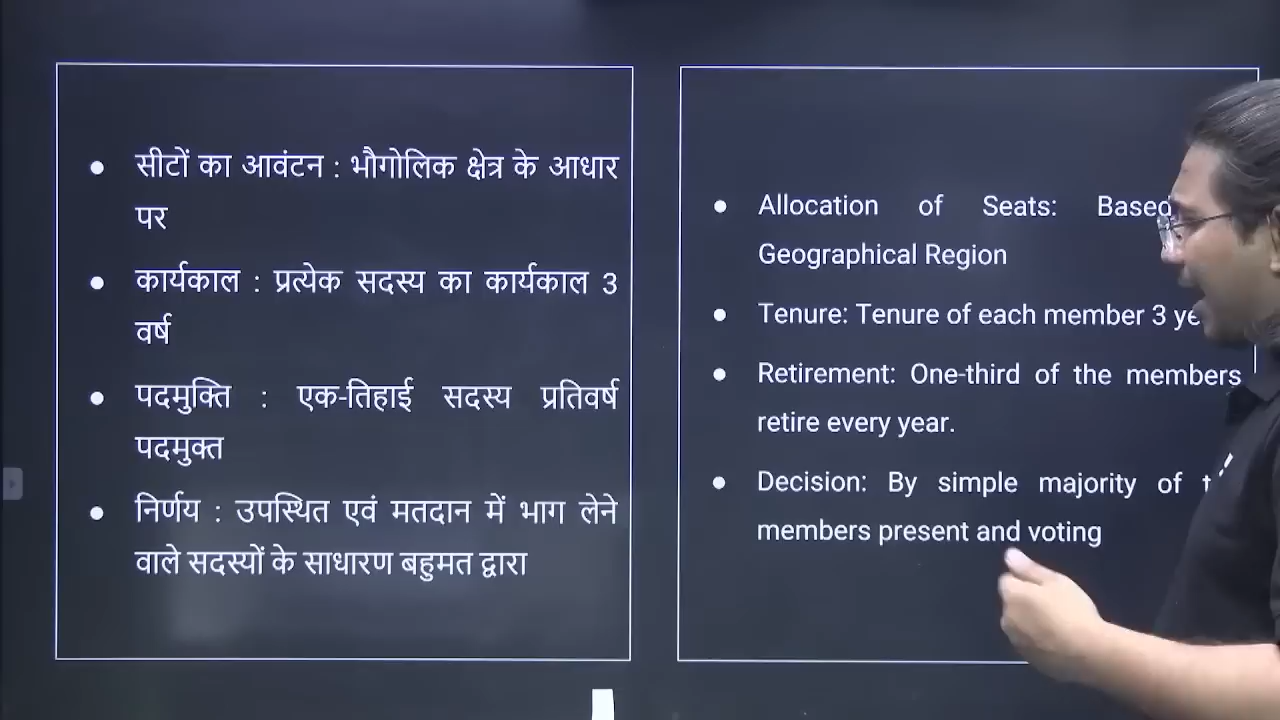 सीटों का आवंटन : भौगोलिक क्षेत्र के आधार
पर
कार्यकाल : प्रत्येक सदस्य का कार्यकाल 3
वर्ष
पदमुक्ति : एक-तिहाई सदस्य प्रतिवर्ष
पदमुक्त
निर्णय : उपस्थित एवं मतदान में भाग लेने
वाले सदस्यों के साधारण बहुमत द्वारा
Allocation of Seats: Based
Geographical Region
Tenure: Tenure of each member 3
Retirement: One-third of the members
retire every year.
Decision: By simple majority of
members present and voting